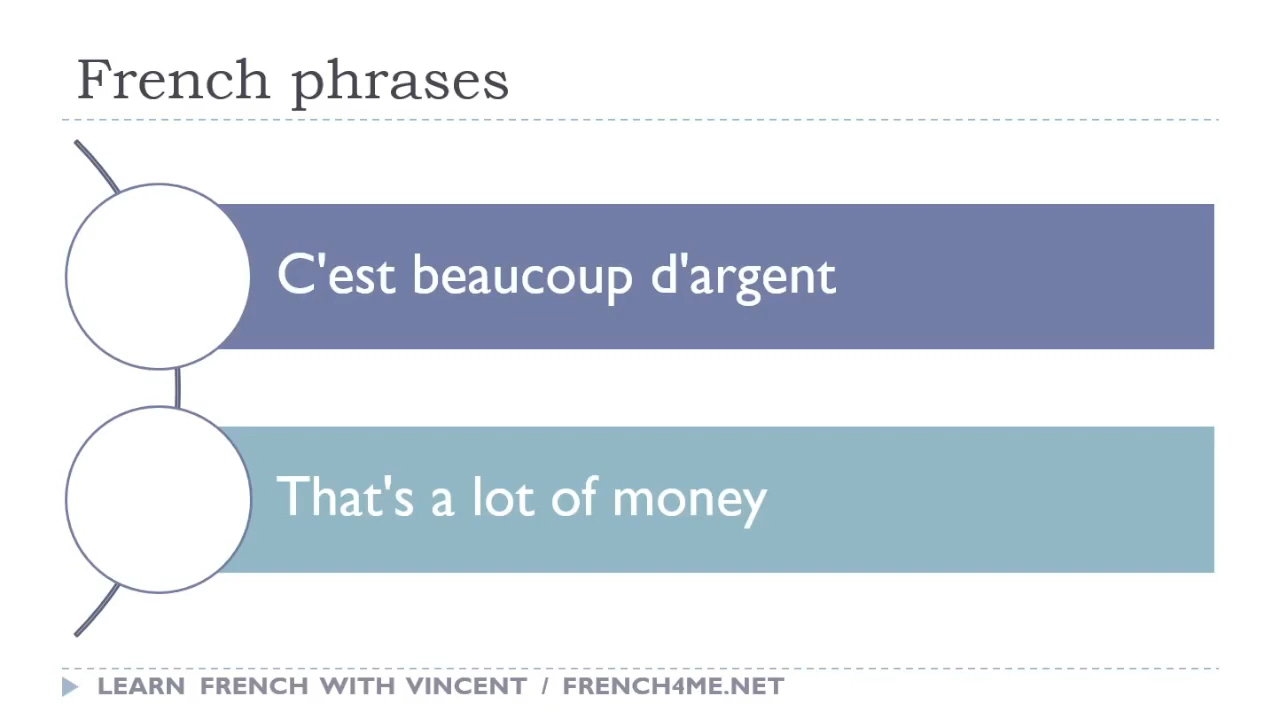 French phrases
C'est beaucoup d'argent
That's a lot of money
LEARN FRENCH WITH VINCENT / FRENCH4ME.NET